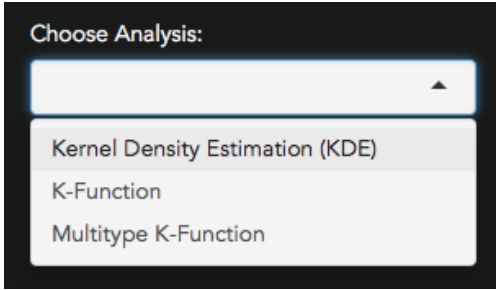 Choose Analysis:
Kernel Density Estimation (KDE)
K-Function
Multitype K-Function